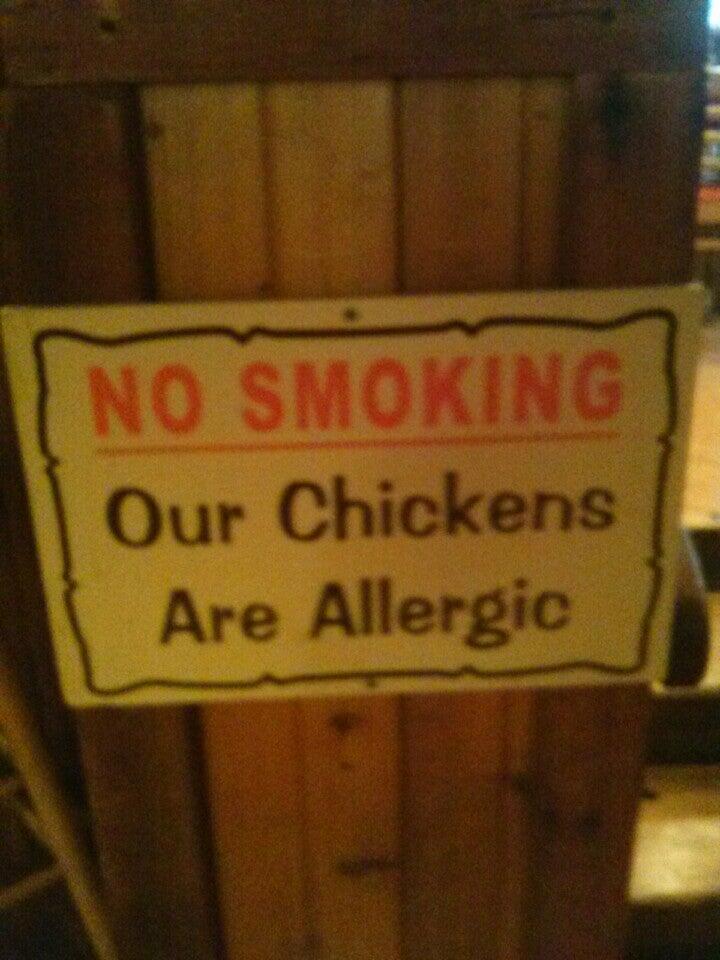 NO SMOKING
Our Chickens
Are Allergic